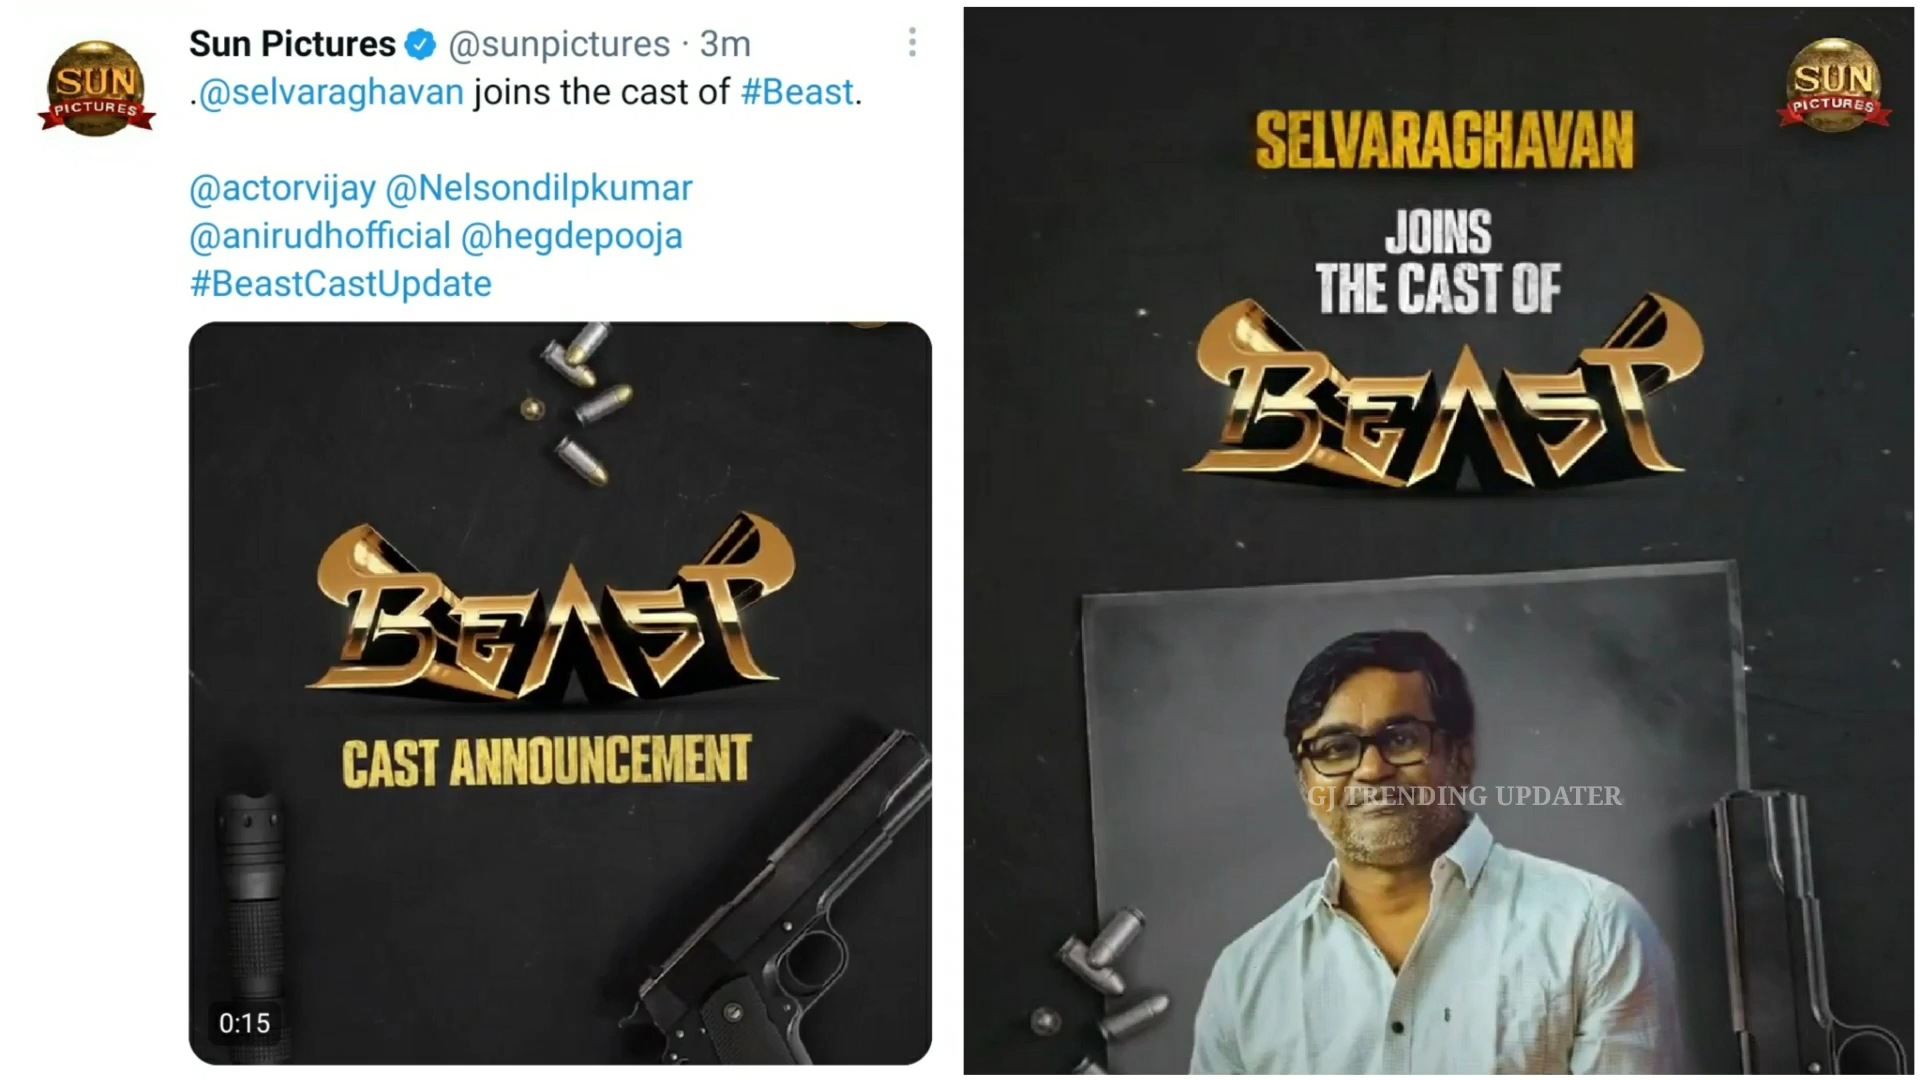 SUN
PICTURES
Sun Pictures @sunpictures · 3m
.@selvaraghavan joins the cast of #Beast.
@actorvijay @Nelsondilpkumar
@anirudhofficial @hegdepooja
#BeastCastUpdate
BEAST
CAST ANNOUNCEMENT
0:15
SUN
PICTURES
SELVARAGHAVAN
JOINS
THE CAST OF
BEAST
GJ TRENDING UPDATER